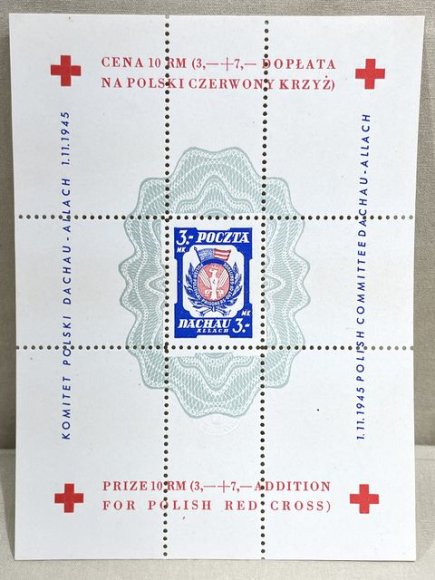 CENA 10 RM (3,—+7,— DOPŁATA
NA POLSKI CZERWONY KRZYŻ)
KOMITET POLSKI DACHAU-ALLACH 1.11.1945
1.11.1945 POLISH COMMITTEE DACHAU-ALLACH
3.- POCZTA
MK
DACHAU 3.-
ALLACH MK
PRIZE 10 RM (3,—+7,—ADDITION
FOR POLISH RED CROSS)